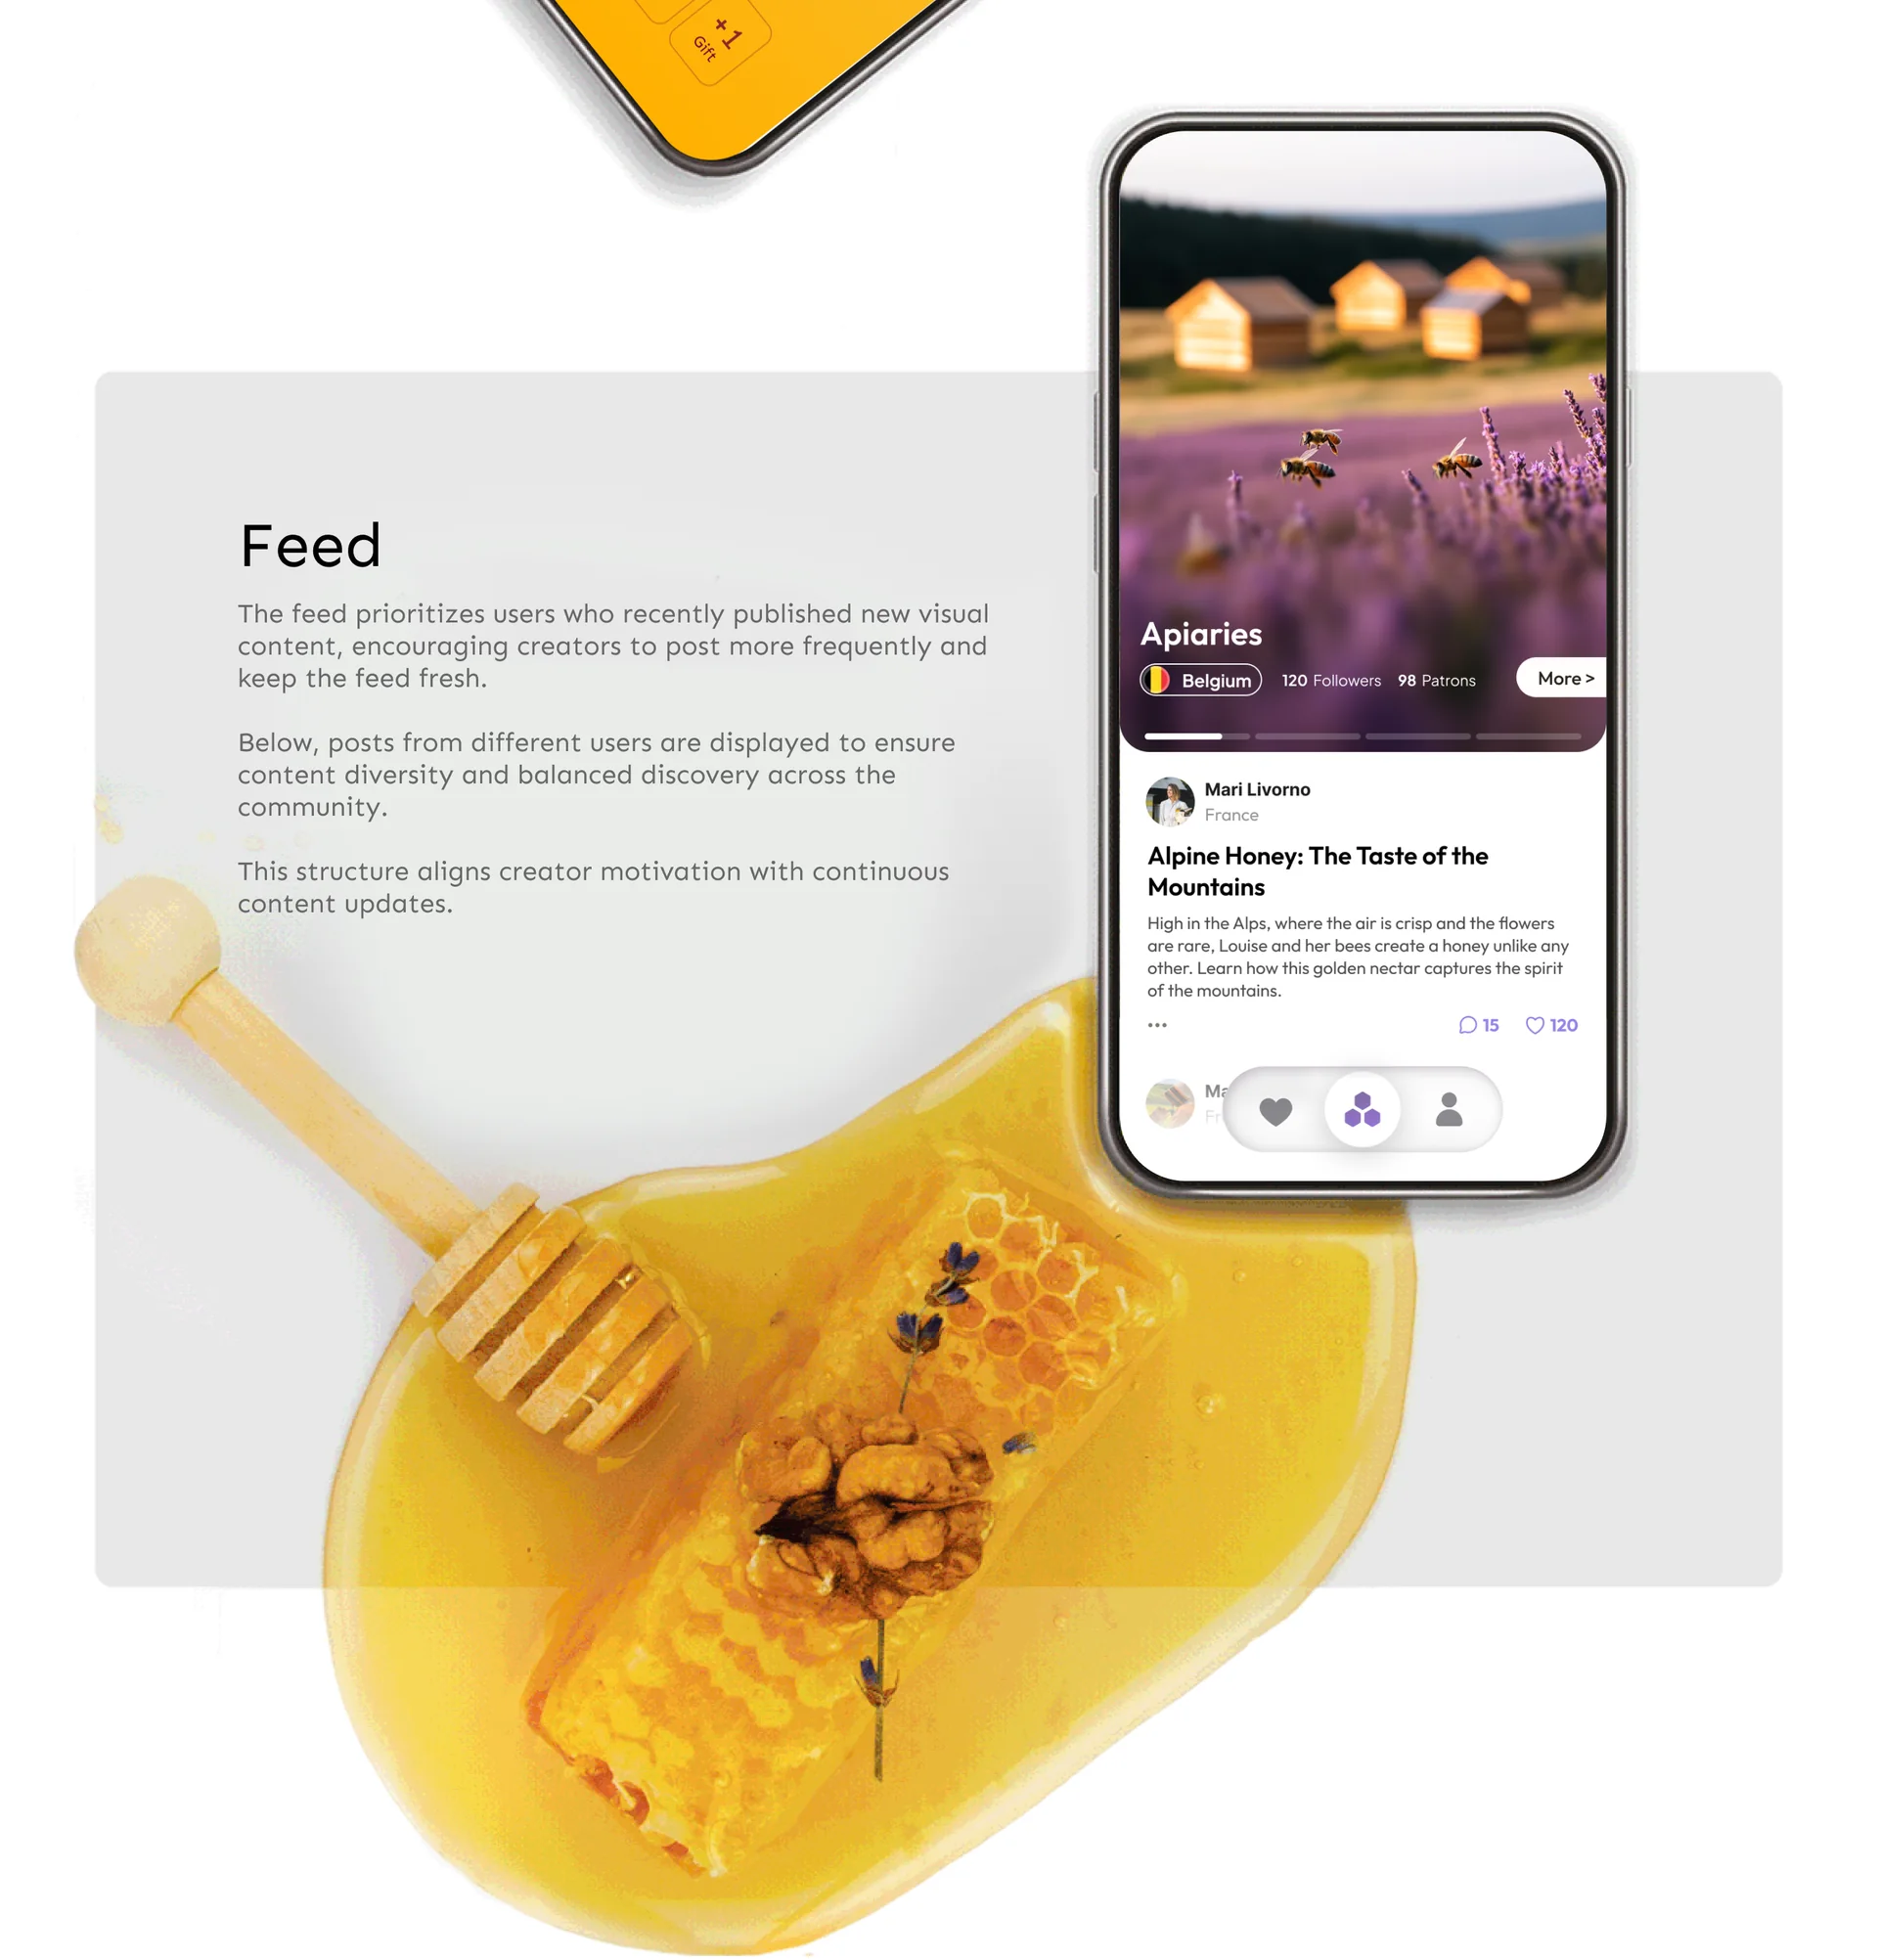 +1
Gift
Feed
The feed prioritizes users who recently published new visual
content, encouraging creators to post more frequently and
keep the feed fresh.
Below, posts from different users are displayed to ensure
content diversity and balanced discovery across the
community.
This structure aligns creator motivation with continuous
content updates.
Apiaries
Belgium 120 Followers 98 Patrons More >
Mari Livorno
France
Alpine Honey: The Taste of the
Mountains
High in the Alps, where the air is crisp and the flowers
are rare, Louise and her bees create a honey unlike any
other. Learn how this golden nectar captures the spirit
of the mountains.
••• 15 120
Ma
Fr